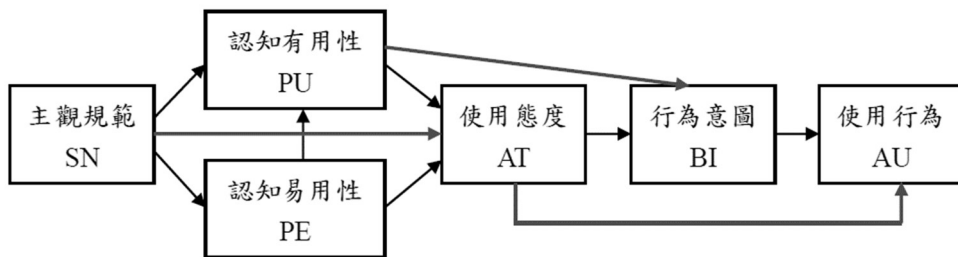 認知有用性
PU
主觀規範
SN
使用態度
AT
行為意圖
BI
使用行為
AU
認知易用性
PE